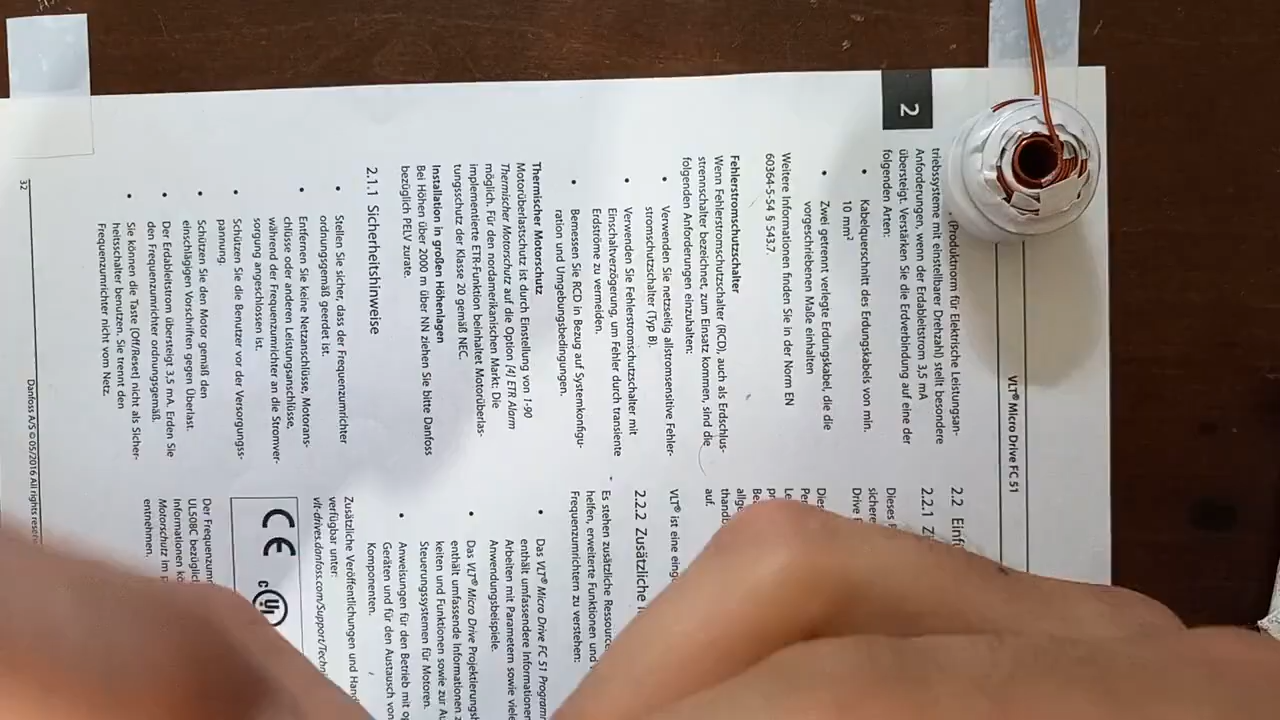 VLT® Micro Drive FC 51
2
(Produktnorm für Elektrische Leistungsan-
triebssysteme mit einstellbarer Drehzahl) stellt besondere
Anforderungen, wenn der Erdableitstrom 3,5 mA
übersteigt. Verstärken Sie die Erdverbindung auf eine der
folgenden Arten:
• Kabelquerschnitt des Erdungskabels von min.
10 mm²
• Zwei getrennt verlegte Erdungskabel, die die
vorgeschriebenen Maße einhalten
Weitere Informationen finden Sie in der Norm EN
60364-5-54 § 543.7.
Fehlerstromschutzschalter
Wenn Fehlerstromschutzschalter (RCD), auch als Erdschlus-
strennschalter bezeichnet, zum Einsatz kommen, sind die
folgenden Anforderungen einzuhalten:
• Verwenden Sie netzseitig allstromsensitive Fehler-
stromschutzschalter (Typ B).
• Verwenden Sie Fehlerstromschutzschalter mit
Einschaltverzögerung, um Fehler durch transiente
Erdströme zu vermeiden.
• Bemessen Sie RCD in Bezug auf Systemkonfigu-
ration und Umgebungsbedingungen.
Thermischer Motorschutz
Motorüberlastschutz ist durch Einstellung von 1-90
Thermischer Motorschutz auf die Option [4] ETR Alarm
möglich. Für den nordamerikanischen Markt: Die
implementierte ETR-Funktion beinhaltet Motorüberlas-
tungsschutz der Klasse 20 gemäß NEC.
Installation in großen Höhenlagen
Bei Höhen über 2000 m über NN ziehen Sie bitte Danfoss
bezüglich PELV zurate.
2.1.1 Sicherheitshinweise
• Stellen Sie sicher, dass der Frequenzumrichter
ordnungsgemäß geerdet ist.
• Entfernen Sie keine Netzanschlüsse, Motorans-
chlüsse oder anderen Leistungsanschlüsse,
während der Frequenzumrichter an die Stromver-
sorgung angeschlossen ist.
• Schützen Sie die Benutzer vor der Versorgungss-
pannung.
• Schützen Sie den Motor gemäß den
einschlägigen Vorschriften gegen Überlast.
• Der Erdableitstrom übersteigt 3,5 mA. Erden Sie
den Frequenzumrichter ordnungsgemäß.
• Sie können die Taste [Off/Reset] nicht als Sicher-
heitsschalter benutzen. Sie trennt den
Frequenzumrichter nicht vom Netz.
2.2
2.2.1
Dieses
Drive
auf.
VLT® ist eine
2.2.2 Zusätzliche
Es stehen zusätzliche
helfen, erweiterte Funktionen und
Frequenzumrichtern zu verstehen:
• Das VLT® Micro Drive FC 51
enthält umfassende Informationen
Arbeiten mit Parametern sowie viele
Anwendungsbeispiele.
• Das VLT® Micro Drive
enthält umfassende Informationen
keiten und Funktionen sowie zur
Steuerungssystemen für Motoren.
• Anweisungen für den Betrieb mit
Geräten und für den Austausch von
Komponenten.
Zusätzliche Veröffentlichungen und
verfügbar unter:
CE
c UL
Der
UL508C
Informationen
Motorschutz im
entnehmen.
32
Danfoss A/S © 05/2016 All rights